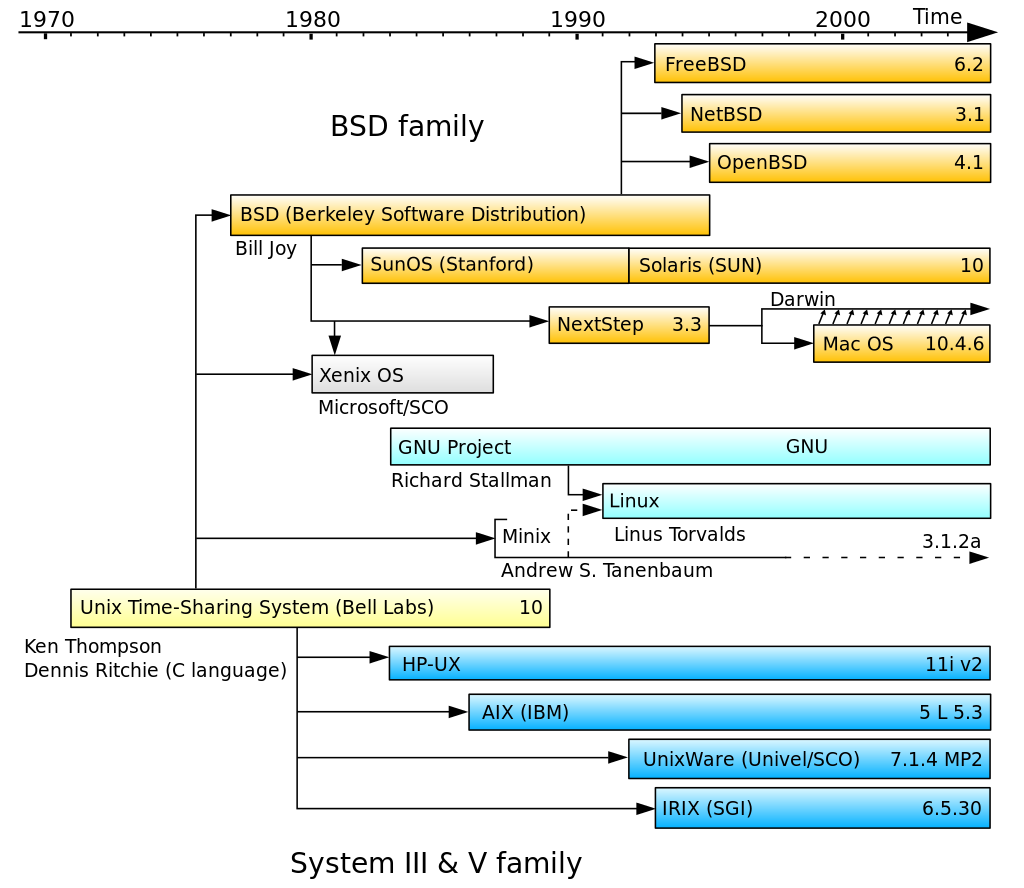 1970 1980 1990 2000 Time
FreeBSD 6.2
NetBSD 3.1
BSD family
OpenBSD 4.1
BSD (Berkeley Software Distribution)
Bill Joy
SunOS (Stanford) Solaris (SUN) 10
Darwin
NextStep 3.3
Mac OS 10.4.6
Xenix OS
Microsoft/SCO
GNU Project GNU
Richard Stallman
Linux
Linus Torvalds
Minix
3.1.2a
Andrew S. Tanenbaum
Unix Time-Sharing System (Bell Labs) 10
Ken Thompson
Dennis Ritchie (C language)
HP-UX 11i v2
AIX (IBM) 5 L 5.3
UnixWare (Univel/SCO) 7.1.4 MP2
IRIX (SGI) 6.5.30
System III & V family